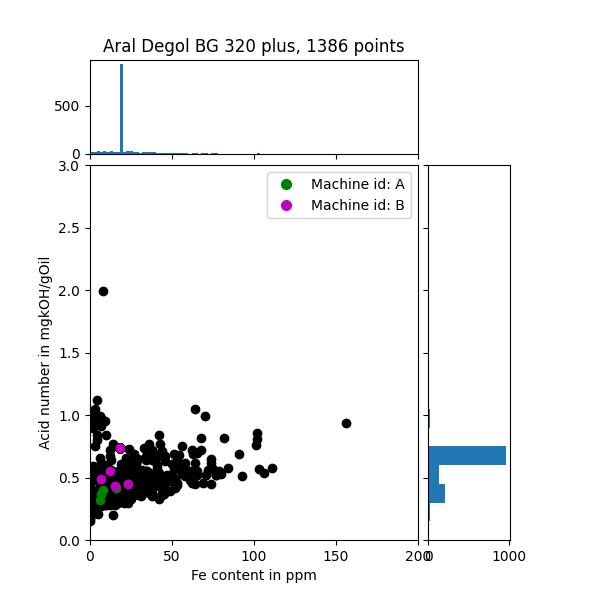 Aral Degol BG 320 plus, 1386 points
500
0
3.0
2.5
2.0
1.5
1.0
0.5
0.0
Acid number in mgkOH/gOil
Machine id: A
Machine id: B
0 50 100 150 200
0 1000
Fe content in ppm